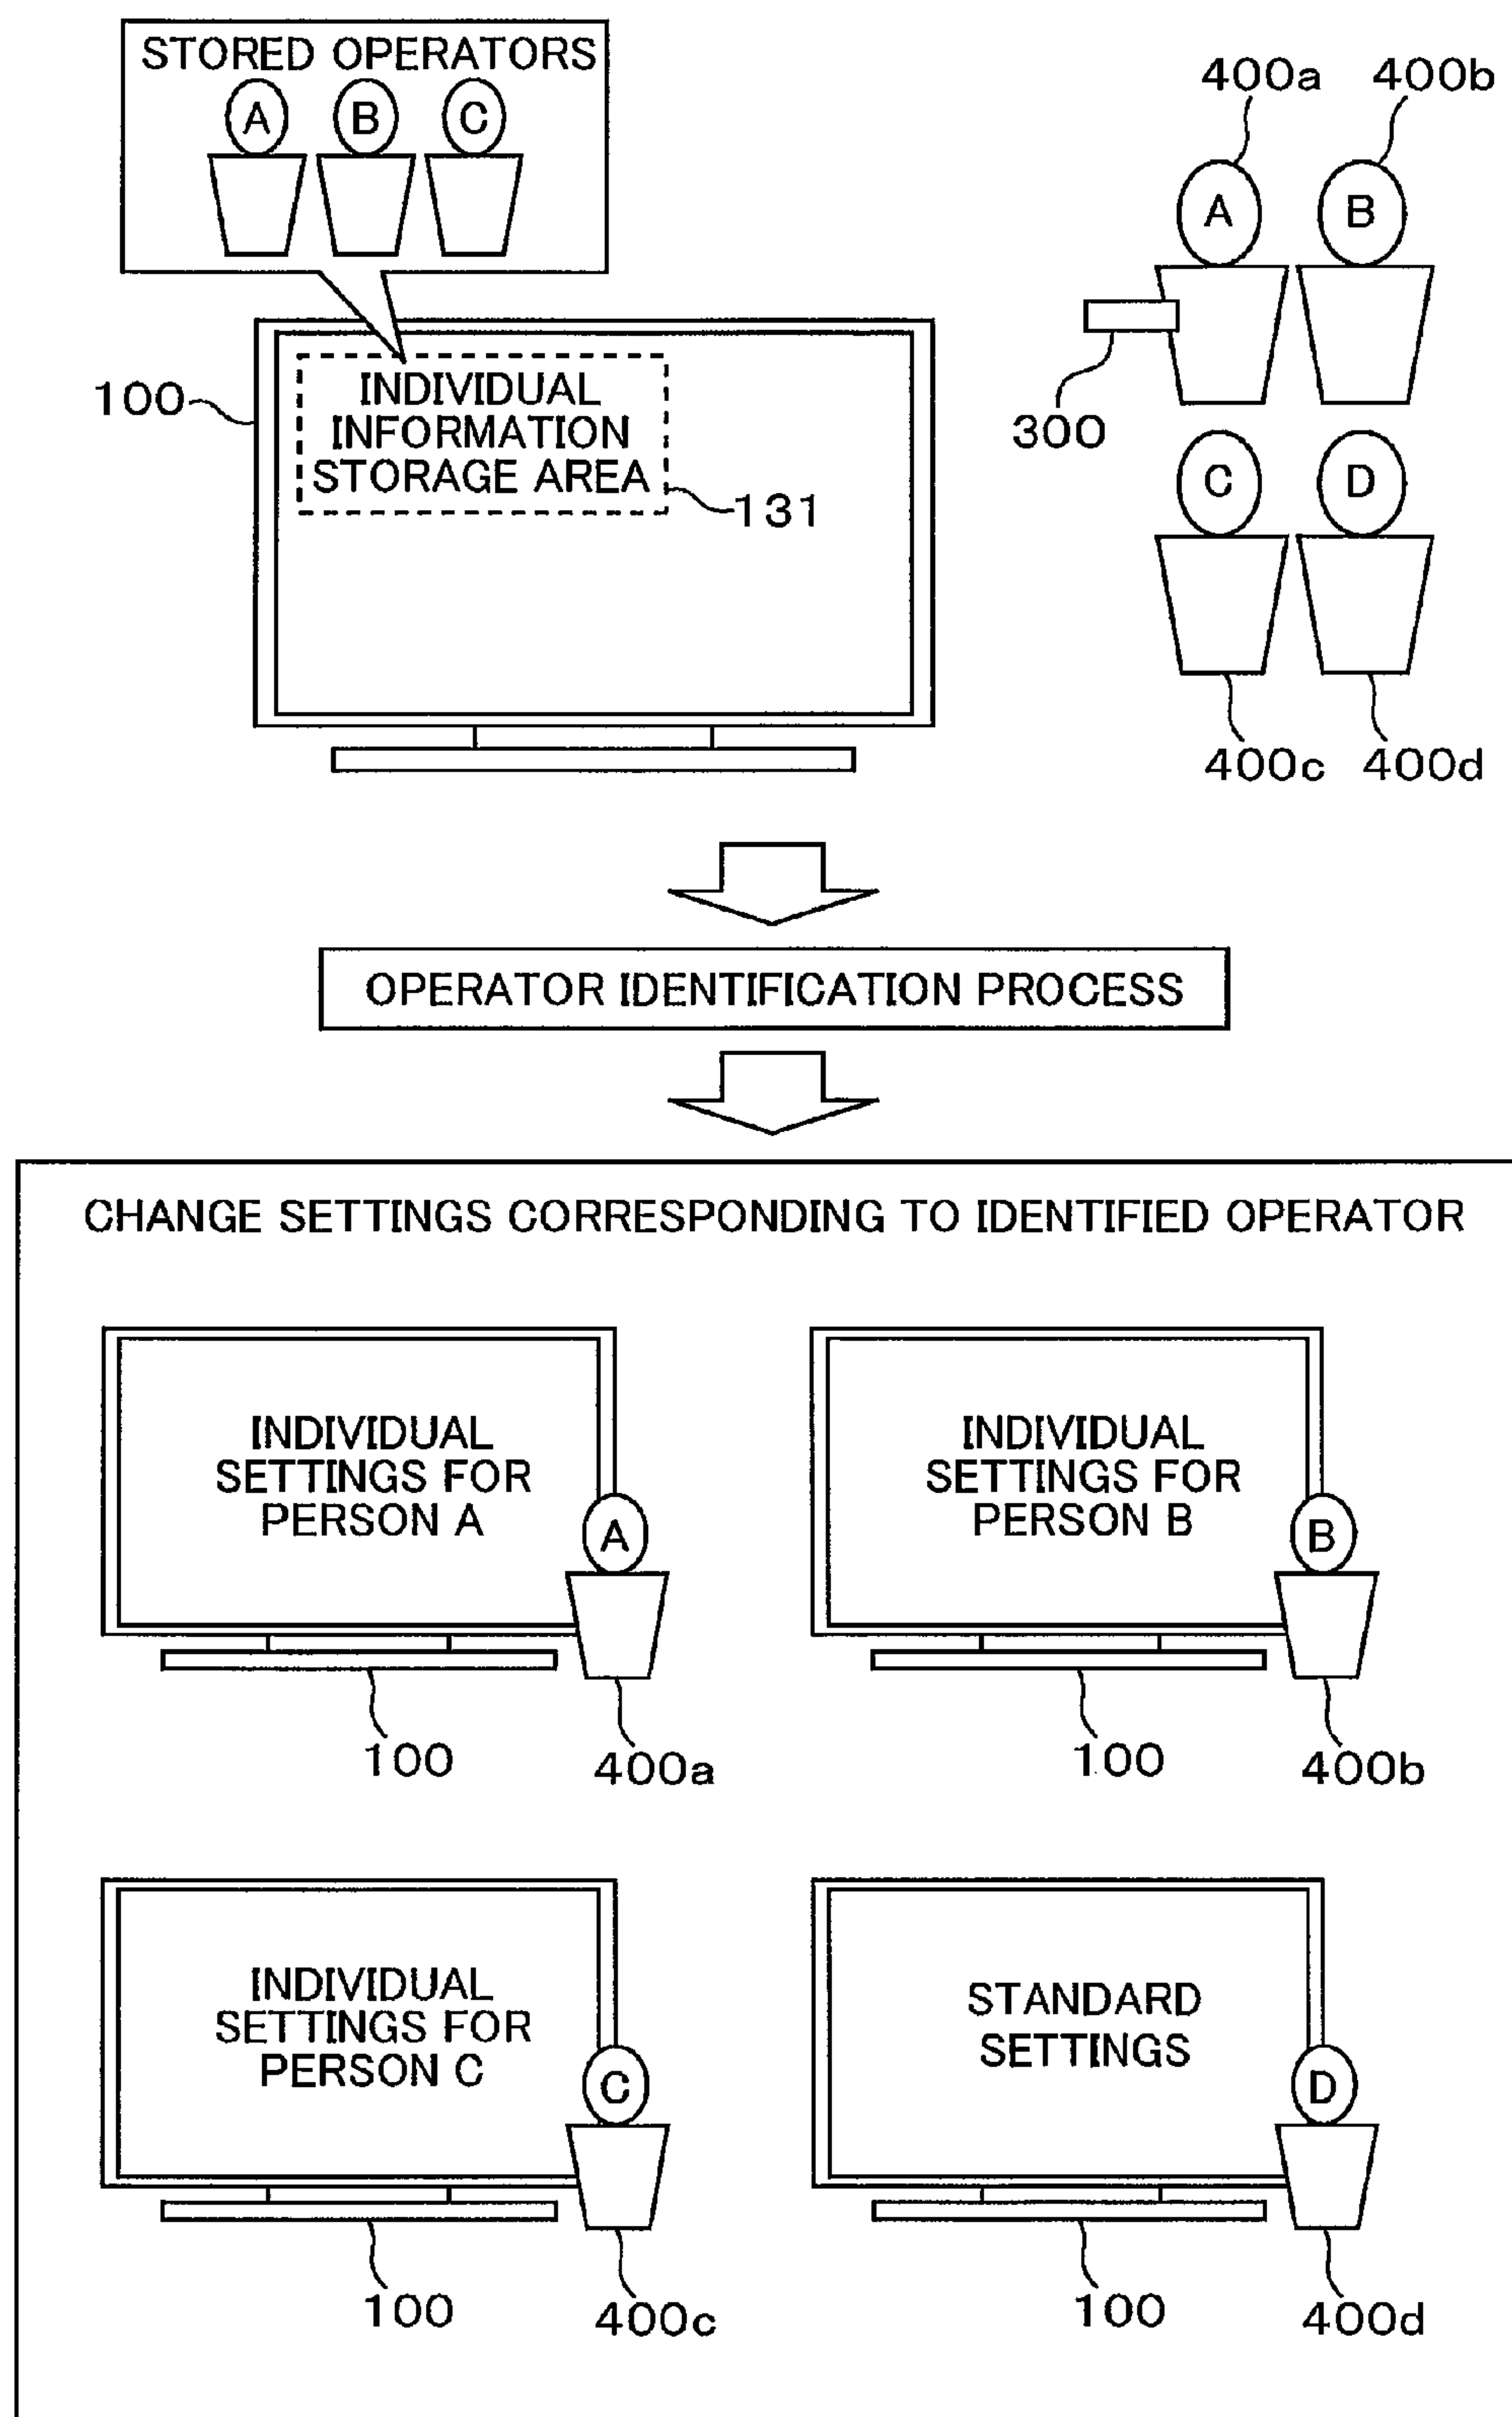 STORED OPERATORS
A B C
400a 400b
A B
300
100
INDIVIDUAL
INFORMATION
STORAGE AREA
131
C D
400c 400d
OPERATOR IDENTIFICATION PROCESS
CHANGE SETTINGS CORRESPONDING TO IDENTIFIED OPERATOR
INDIVIDUAL
SETTINGS FOR
PERSON A
A
100
400a
INDIVIDUAL
SETTINGS FOR
PERSON B
B
100
400b
INDIVIDUAL
SETTINGS FOR
PERSON C
C
100
400c
STANDARD
SETTINGS
D
100
400d